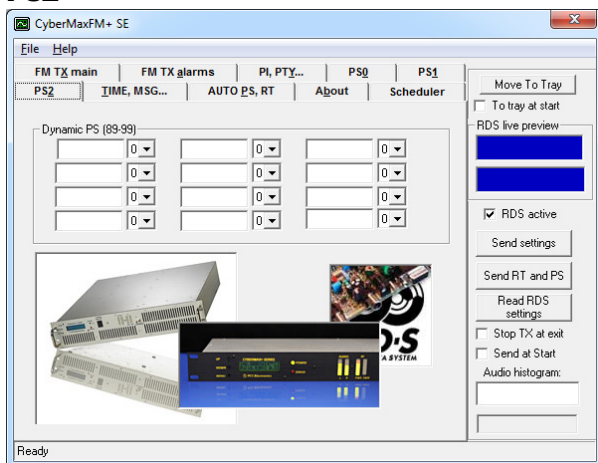 CyberMaxFM+ SE
File Help
FM TX main FM TX alarms PI, PTY... PS0 PS1
PS2 TIME, MSG... AUTO PS, RT About Scheduler
Dynamic PS (89-99)
0 0 0
0 0 0
0 0 0
0 0 0
Move To Tray
To tray at start
RDS live preview
RDS active
Send settings
Send RT and PS
Read RDS
settings
Stop TX at exit
Send at Start
Audio histogram:
CYBERMAX+ SERIES
D·S
A SYSTEM
Ready